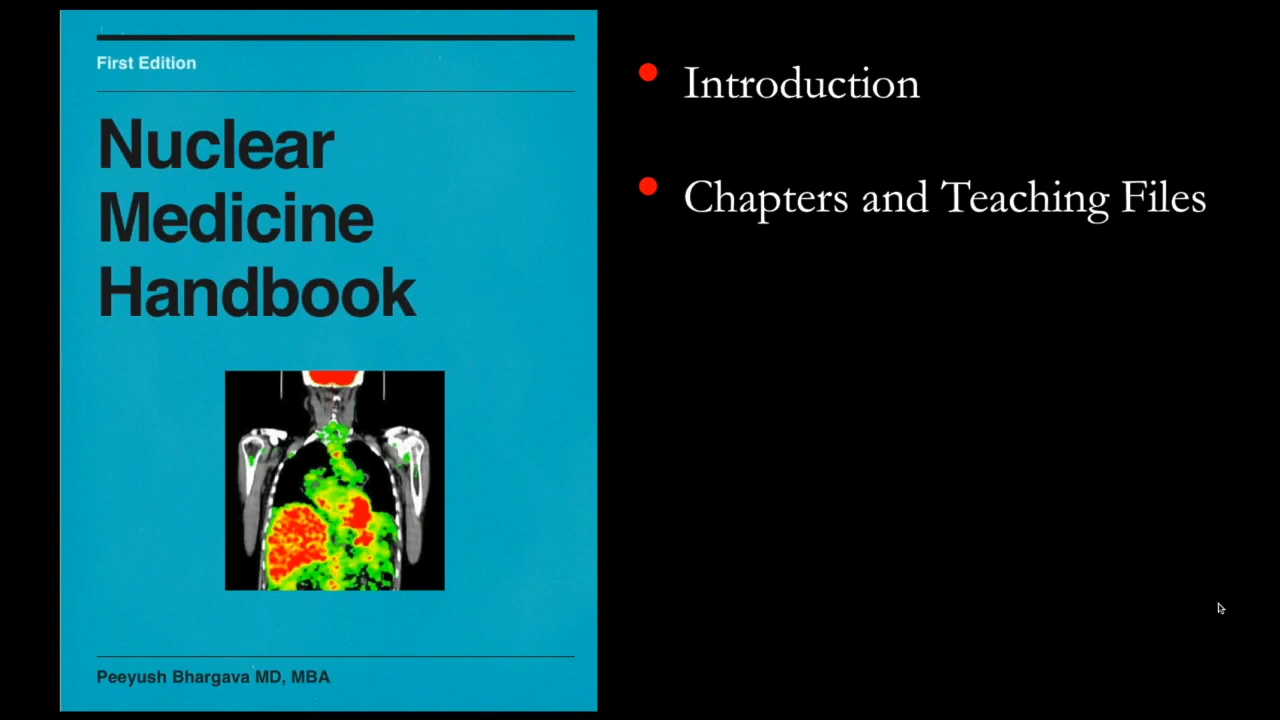 First Edition
Nuclear
Medicine
Handbook
Peeyush Bhargava MD, MBA
Introduction
Chapters and Teaching Files